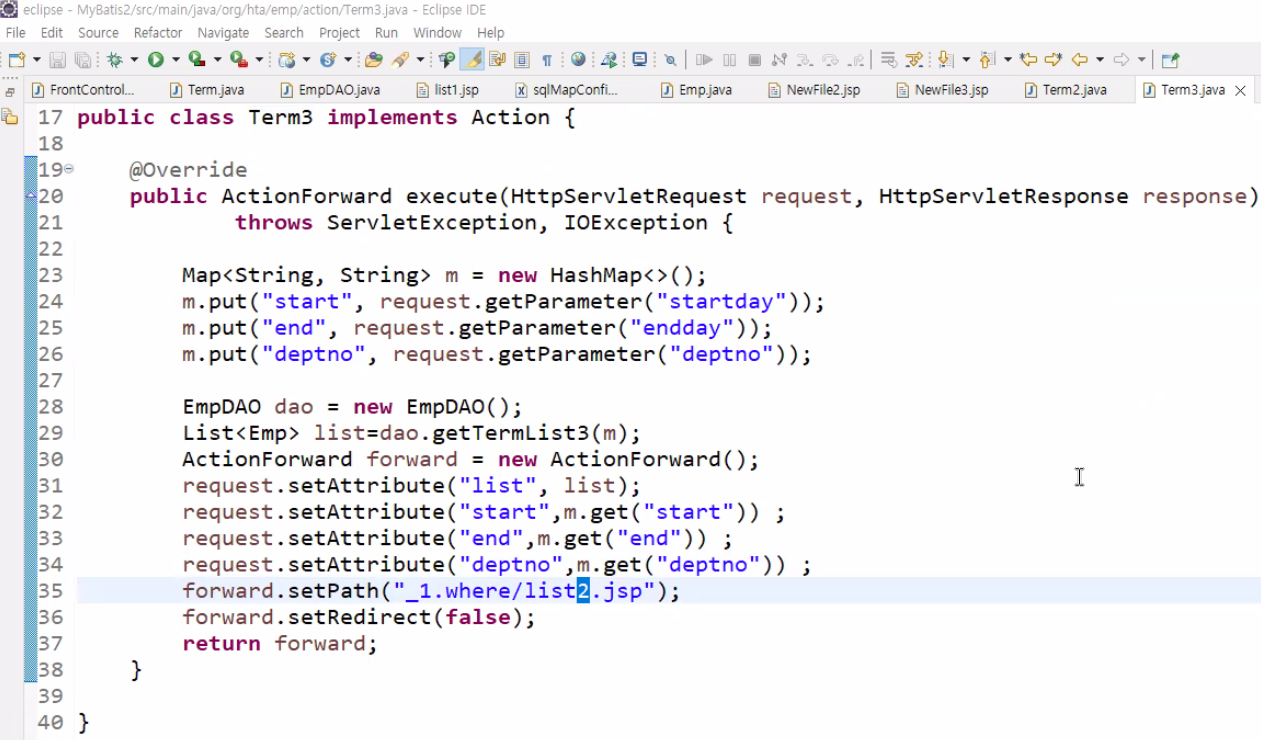 eclipse - MyBatis2/src/main/java/org/hta/emp/action/Term3.java - Eclipse IDE
File Edit Source Refactor Navigate Search Project Run Window Help
FrontControl... Term.java EmpDAO.java list1.jsp sqlMapConfi... Emp.java NewFile2.jsp NewFile3.jsp Term2.java Term3.java
17 public class Term3 implements Action {
18
19 @Override
20 public ActionForward execute(HttpServletRequest request, HttpServletResponse response)
21 throws ServletException, IOException {
22
23 Map<String, String> m = new HashMap<>();
24 m.put("start", request.getParameter("startday"));
25 m.put("end", request.getParameter("endday"));
26 m.put("deptno", request.getParameter("deptno"));
27
28 EmpDAO dao = new EmpDAO();
29 List<Emp> list=dao.getTermList3(m);
30 ActionForward forward = new ActionForward();
31 request.setAttribute("list", list);
32 request.setAttribute("start",m.get("start")) ;
33 request.setAttribute("end",m.get("end")) ;
34 request.setAttribute("deptno",m.get("deptno")) ;
35 forward.setPath("_1.where/list2.jsp");
36 forward.setRedirect(false);
37 return forward;
38 }
39
40 }